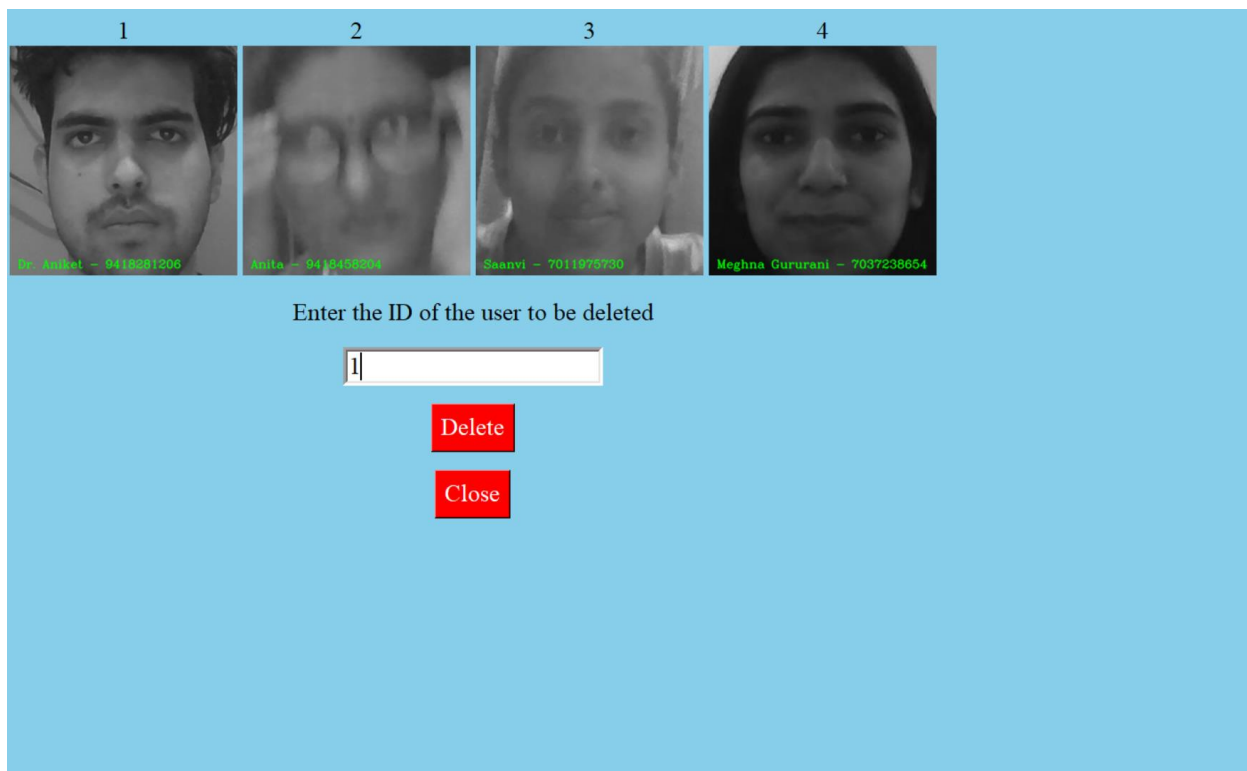 1 2 3 4
Dr. Aniket - 9418281206 Anita - 9418458204 Saanvi - 7011975730 Meghna Gururani - 7037238654
Enter the ID of the user to be deleted
1
Delete
Close